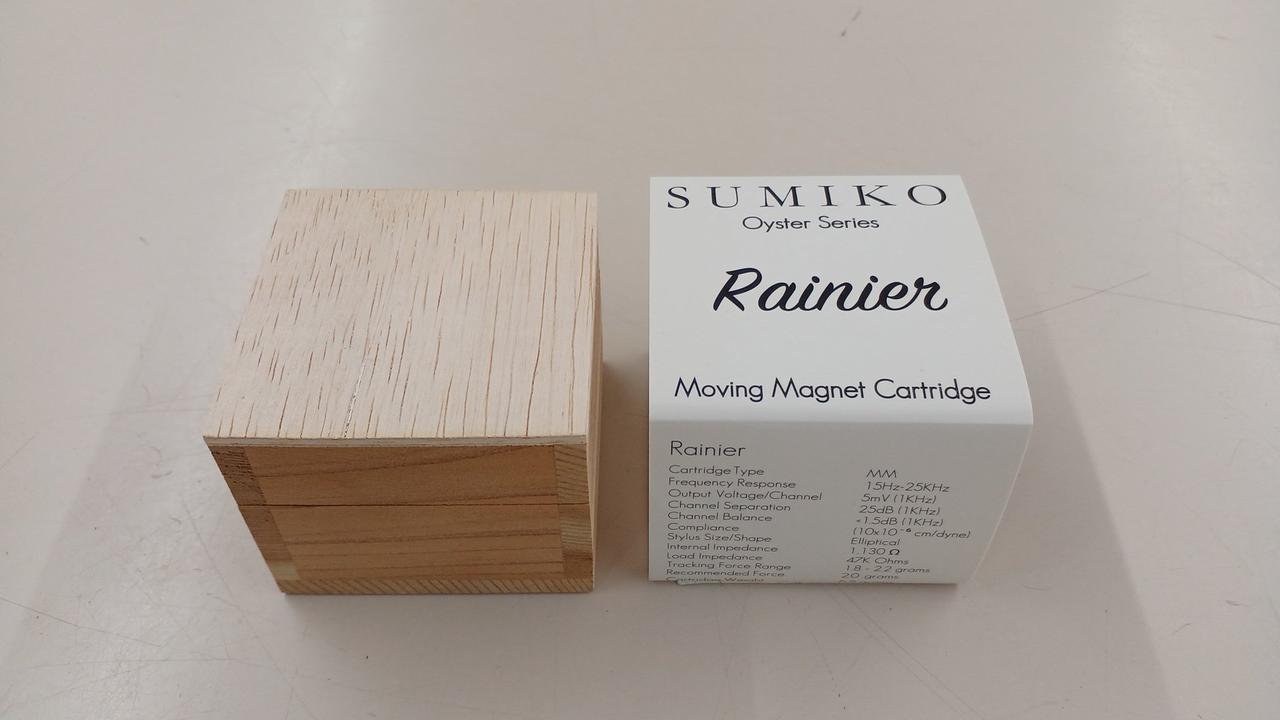 SUMIKO
Oyster Series
Rainier
Moving Magnet Cartridge
Rainier
Cartridge Type MM
Frequency Response 15Hz-25KHz
Output Voltage/Channel 5mV (1KHz)
Channel Separation 25dB (1KHz)
Channel Balance <1.5dB (1KHz)
Compliance (10x10⁻⁶ cm/dyne)
Stylus Size/Shape Elliptical
Internal Impedance 1.130 Ω
Load Impedance 47K Ohms
Tracking Force Range 1.8 - 2.2 grams
Recommended Force 2.0 grams
Cartridge Weight